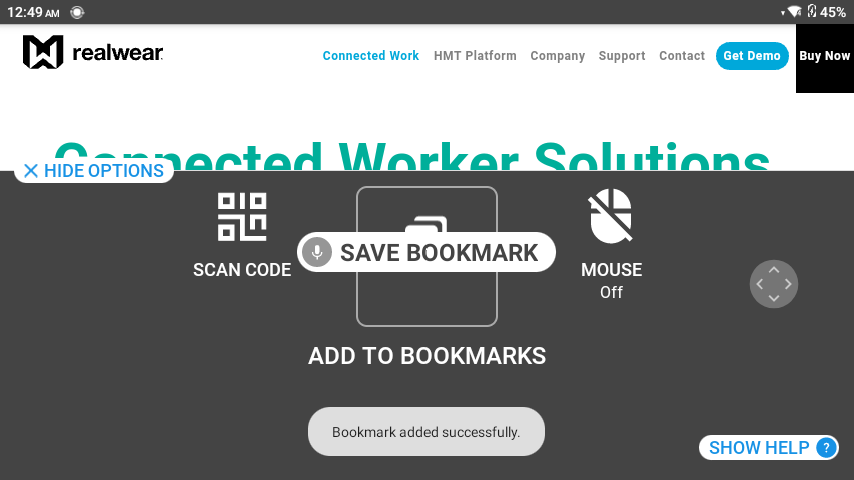 12:49 AM
45%
realwear
Connected Work
HMT Platform
Company
Support
Contact
Get Demo
Buy Now
Connected Worker Solutions
HIDE OPTIONS
SCAN CODE
SAVE BOOKMARK
MOUSE
Off
ADD TO BOOKMARKS
Bookmark added successfully.
SHOW HELP ?